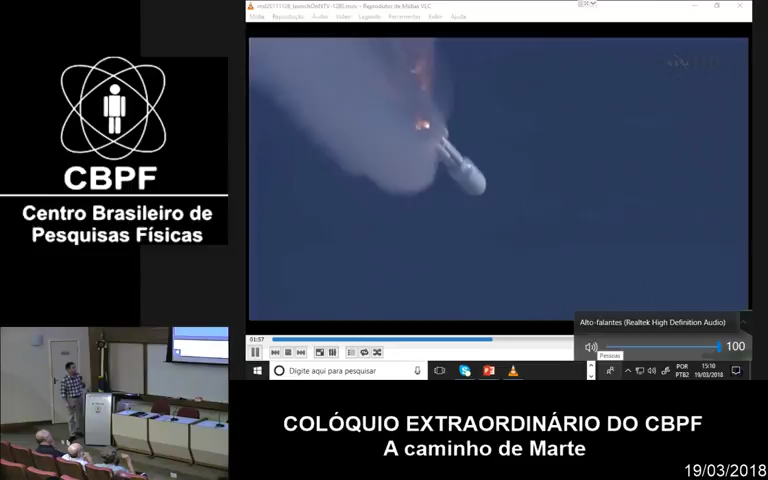 CBPF
Centro Brasileiro de
Pesquisas Físicas
Mídia Reprodução Áudio Vídeo Legenda Ferramentas Exibir Ajuda
01:57
Alto-falantes (Realtek High Definition Audio)
100
Pessoas
Digite aqui para pesquisar
POR
PTB2
15:10
19/03/2018
COLÓQUIO EXTRAORDINÁRIO DO CBPF
A caminho de Marte
19/03/2018